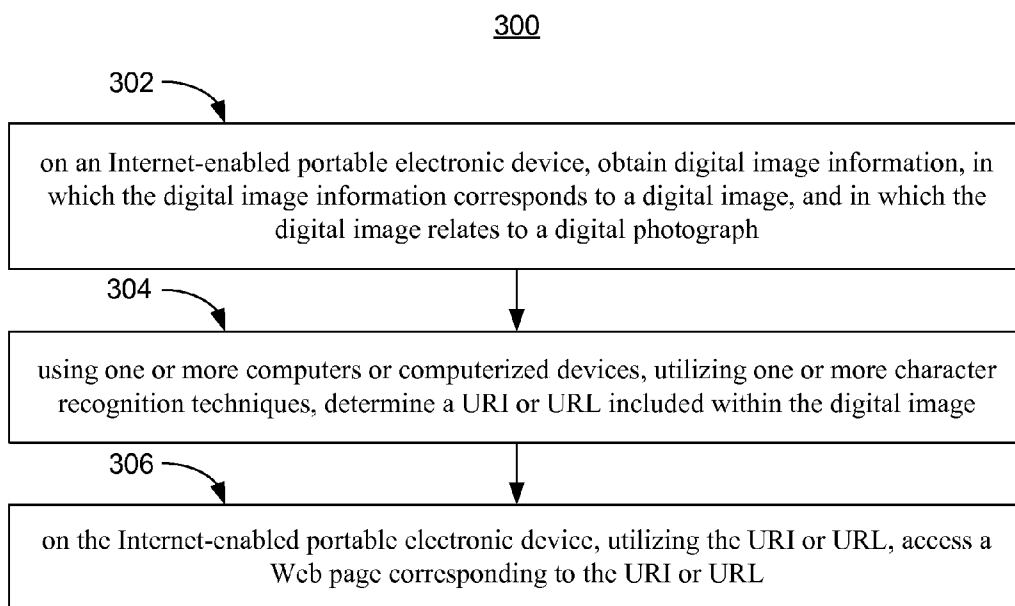 300
302
on an Internet-enabled portable electronic device, obtain digital image information, in
which the digital image information corresponds to a digital image, and in which the
digital image relates to a digital photograph
304
using one or more computers or computerized devices, utilizing one or more character
recognition techniques, determine a URI or URL included within the digital image
306
on the Internet-enabled portable electronic device, utilizing the URI or URL, access a
Web page corresponding to the URI or URL